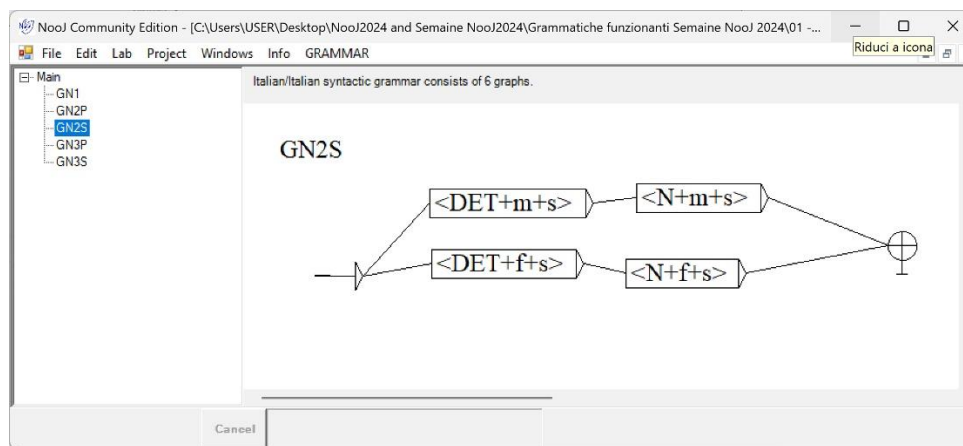 NooJ Community Edition - [C:\Users\USER\Desktop\NooJ2024 and Semaine NooJ2024\Grammatiche funzionanti Semaine NooJ 2024\01 -...
File Edit Lab Project Windows Info GRAMMAR
Riduci a icona
Main
GN1
GN2P
GN2S
GN3P
GN3S
Italian/Italian syntactic grammar consists of 6 graphs.
GN2S
<DET+m+s> <N+m+s>
<DET+f+s> <N+f+s>
Cancel